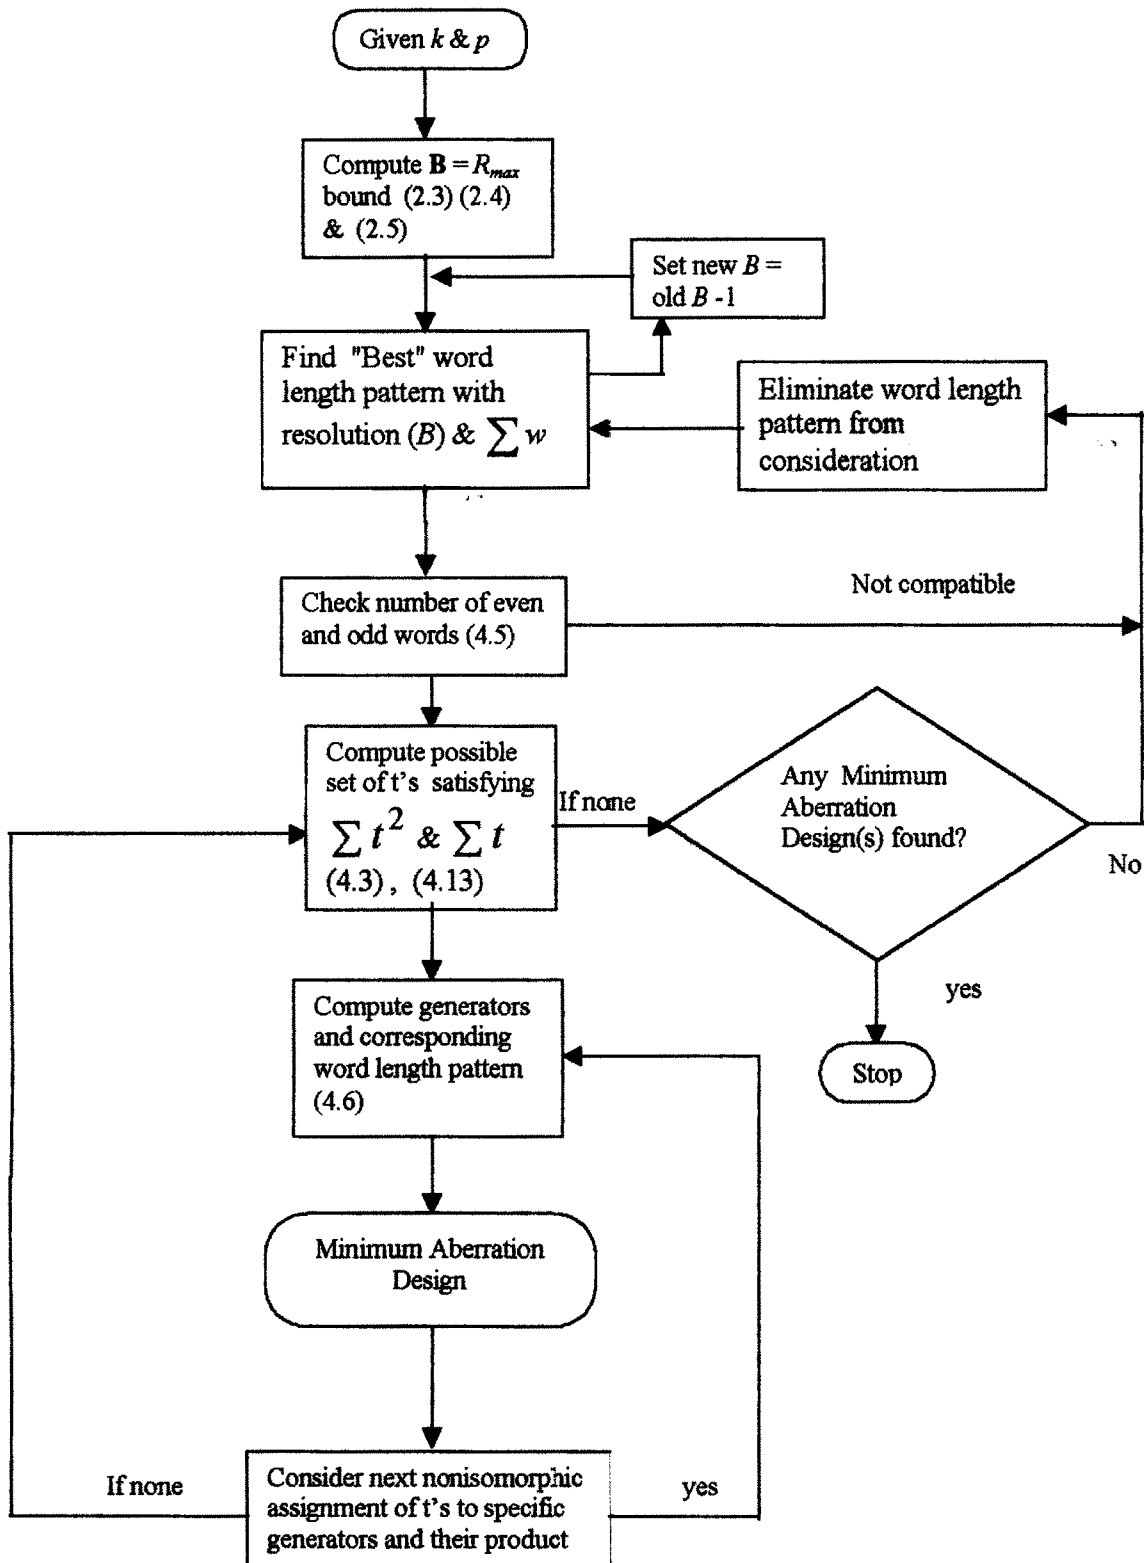 Given k & p
Compute B = Rmax
bound (2.3) (2.4)
& (2.5)
Set new B =
old B -1
Find "Best" word
length pattern with
resolution (B) & ∑ w
Eliminate word length
pattern from
consideration
Not compatible
Check number of even
and odd words (4.5)
Compute possible
set of t's satisfying
∑ t² & ∑ t
(4.3) , (4.13)
If none
Any Minimum
Aberration
Design(s) found?
No
yes
Stop
Compute generators
and corresponding
word length pattern
(4.6)
Minimum Aberration
Design
If none
Consider next nonisomorphic
assignment of t's to specific
generators and their product
yes